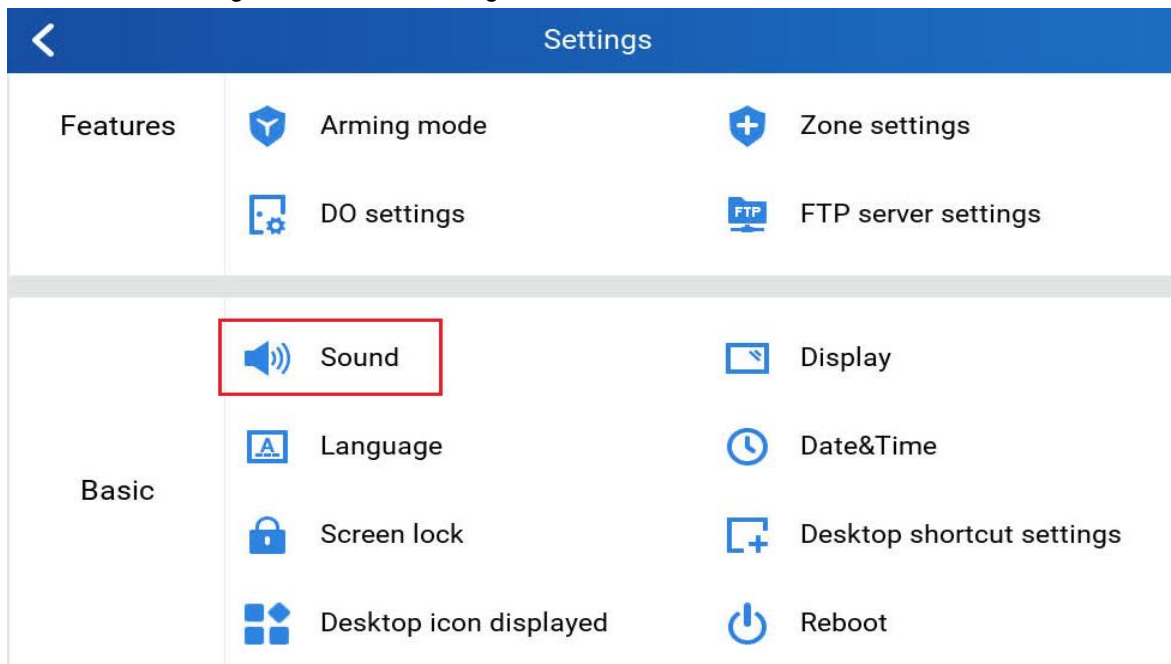 Settings
Features
Arming mode
Zone settings
DO settings
FTP
FTP server settings
Basic
Sound
Display
A
Language
Date&Time
Screen lock
Desktop shortcut settings
Desktop icon displayed
Reboot